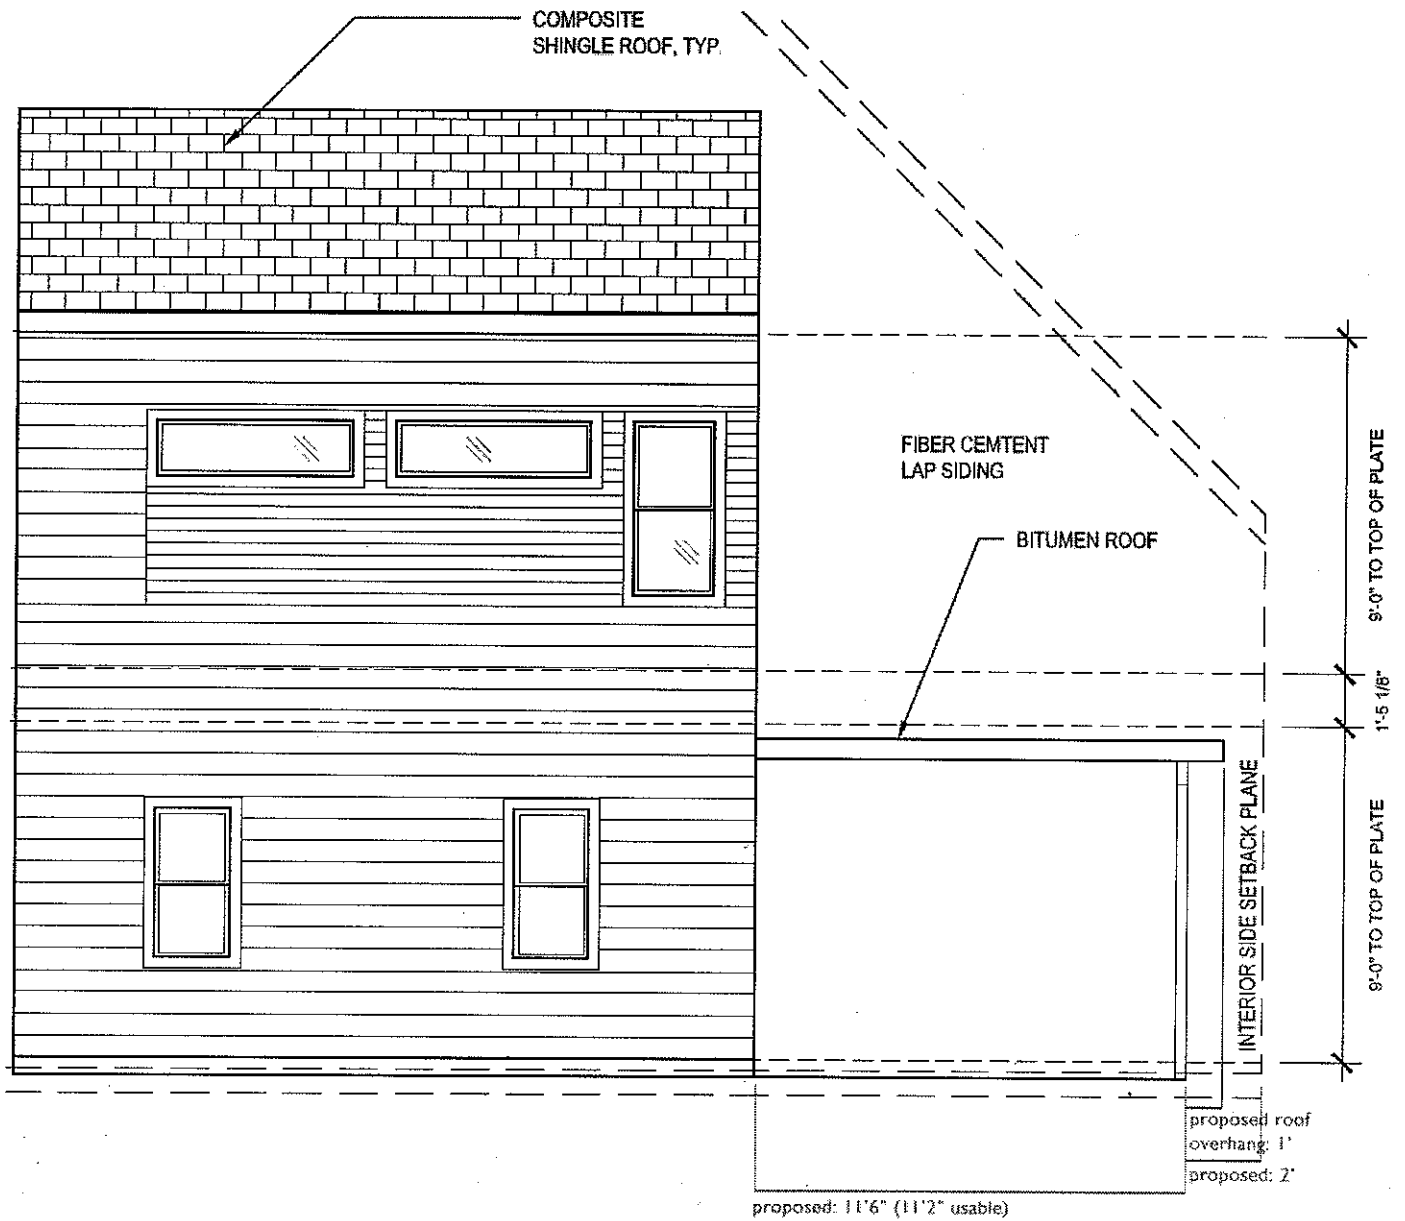 COMPOSITE
SHINGLE ROOF, TYP.
FIBER CEMTENT
LAP SIDING
BITUMEN ROOF
9'-0" TO TOP OF PLATE
1'-5 1/8"
9'-0" TO TOP OF PLATE
INTERIOR SIDE SETBACK PLANE
proposed roof
overhang: 1'
proposed: 2'
proposed: 11'6" (11'2" usable)